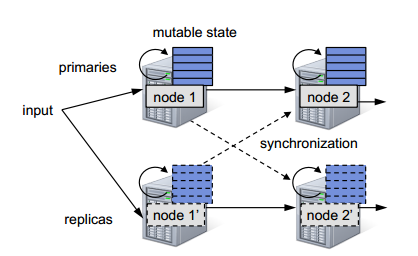 mutable state
primaries
node 1
node 2
input
synchronization
replicas
node 1'
node 2'